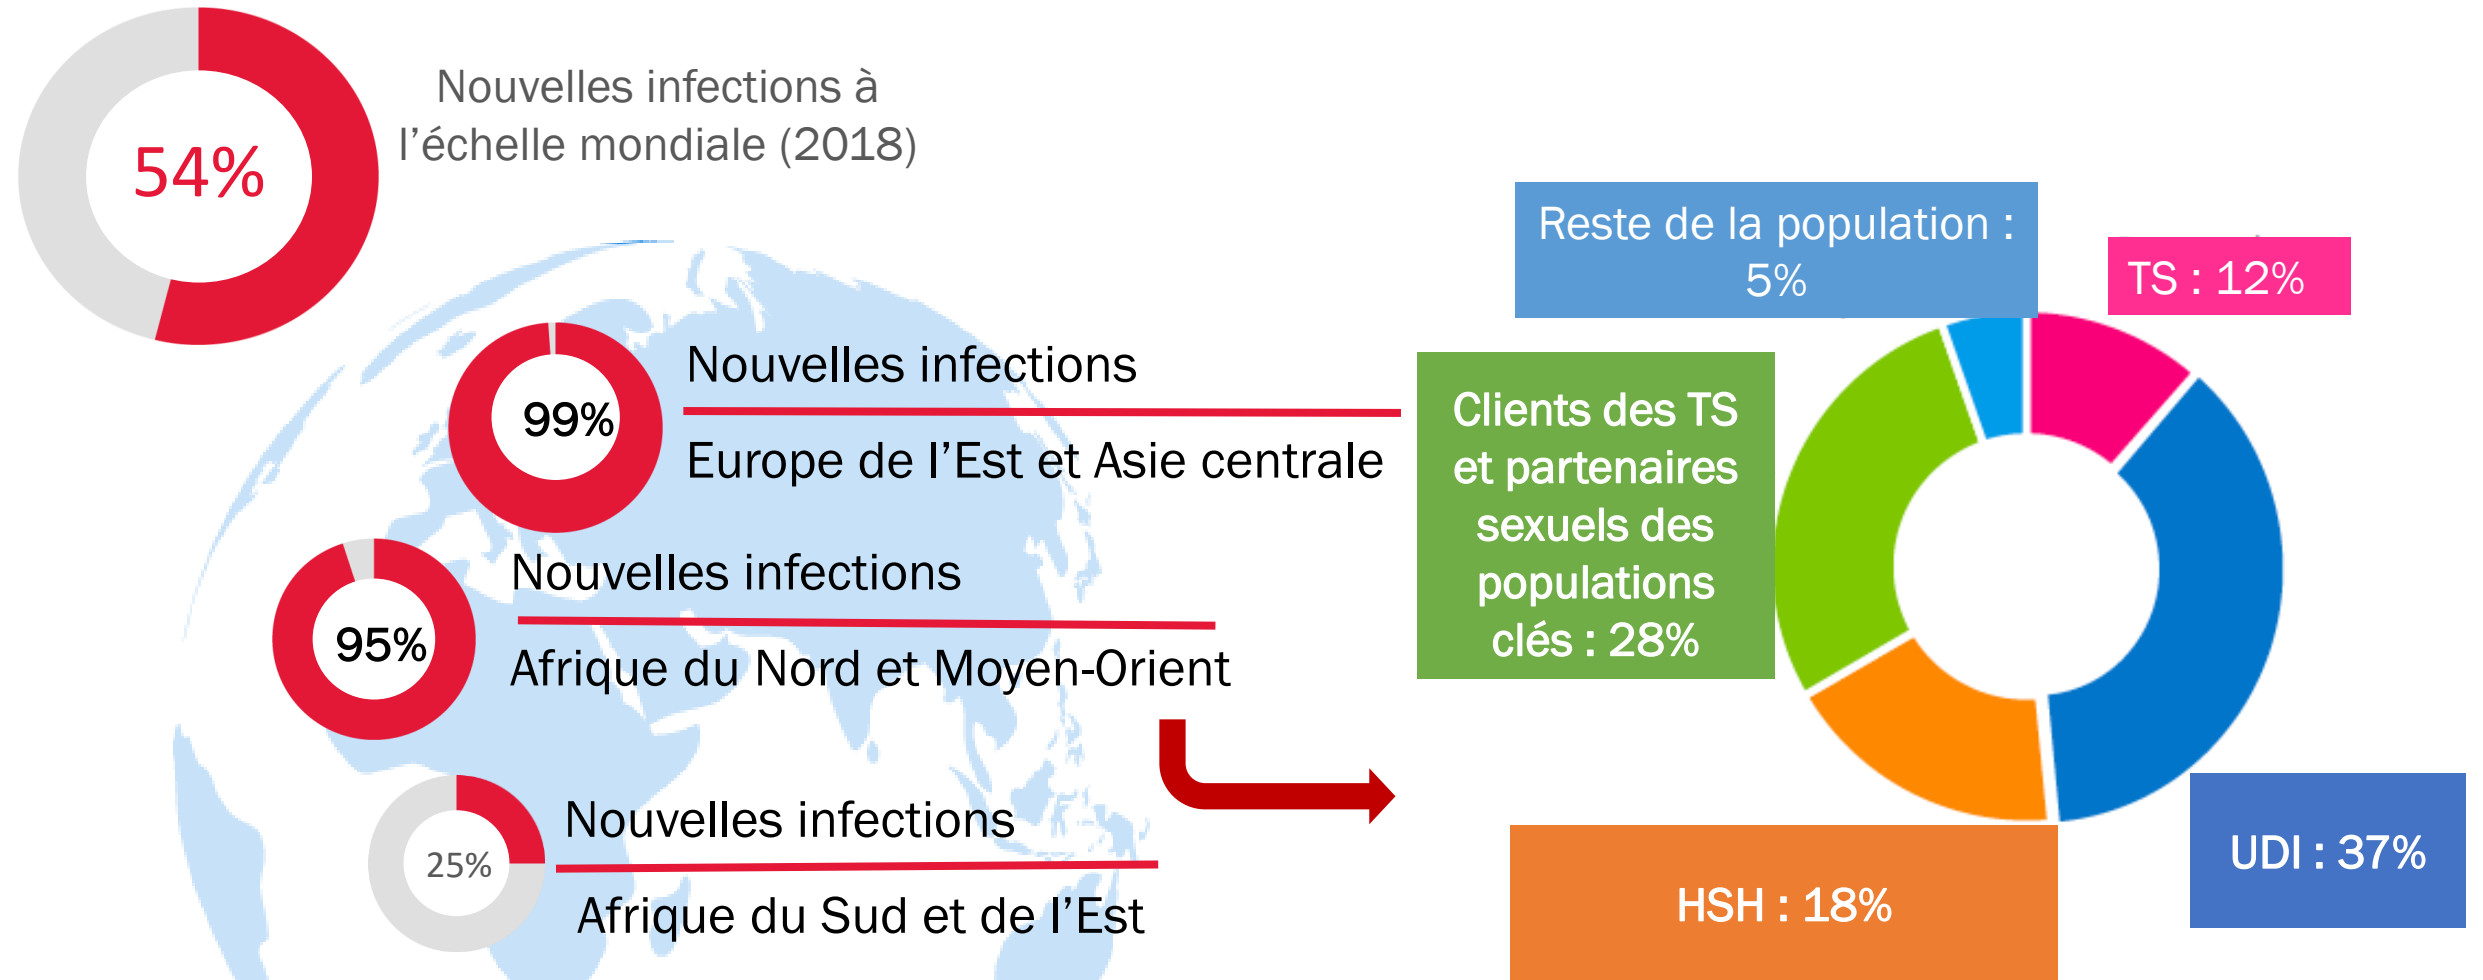 54%
Nouvelles infections à
l’échelle mondiale (2018)
99%
Nouvelles infections
Europe de l’Est et Asie centrale
95%
Nouvelles infections
Afrique du Nord et Moyen-Orient
25%
Nouvelles infections
Afrique du Sud et de l’Est
Reste de la population :
5%
TS : 12%
Clients des TS
et partenaires
sexuels des
populations
clés : 28%
UDI : 37%
HSH : 18%